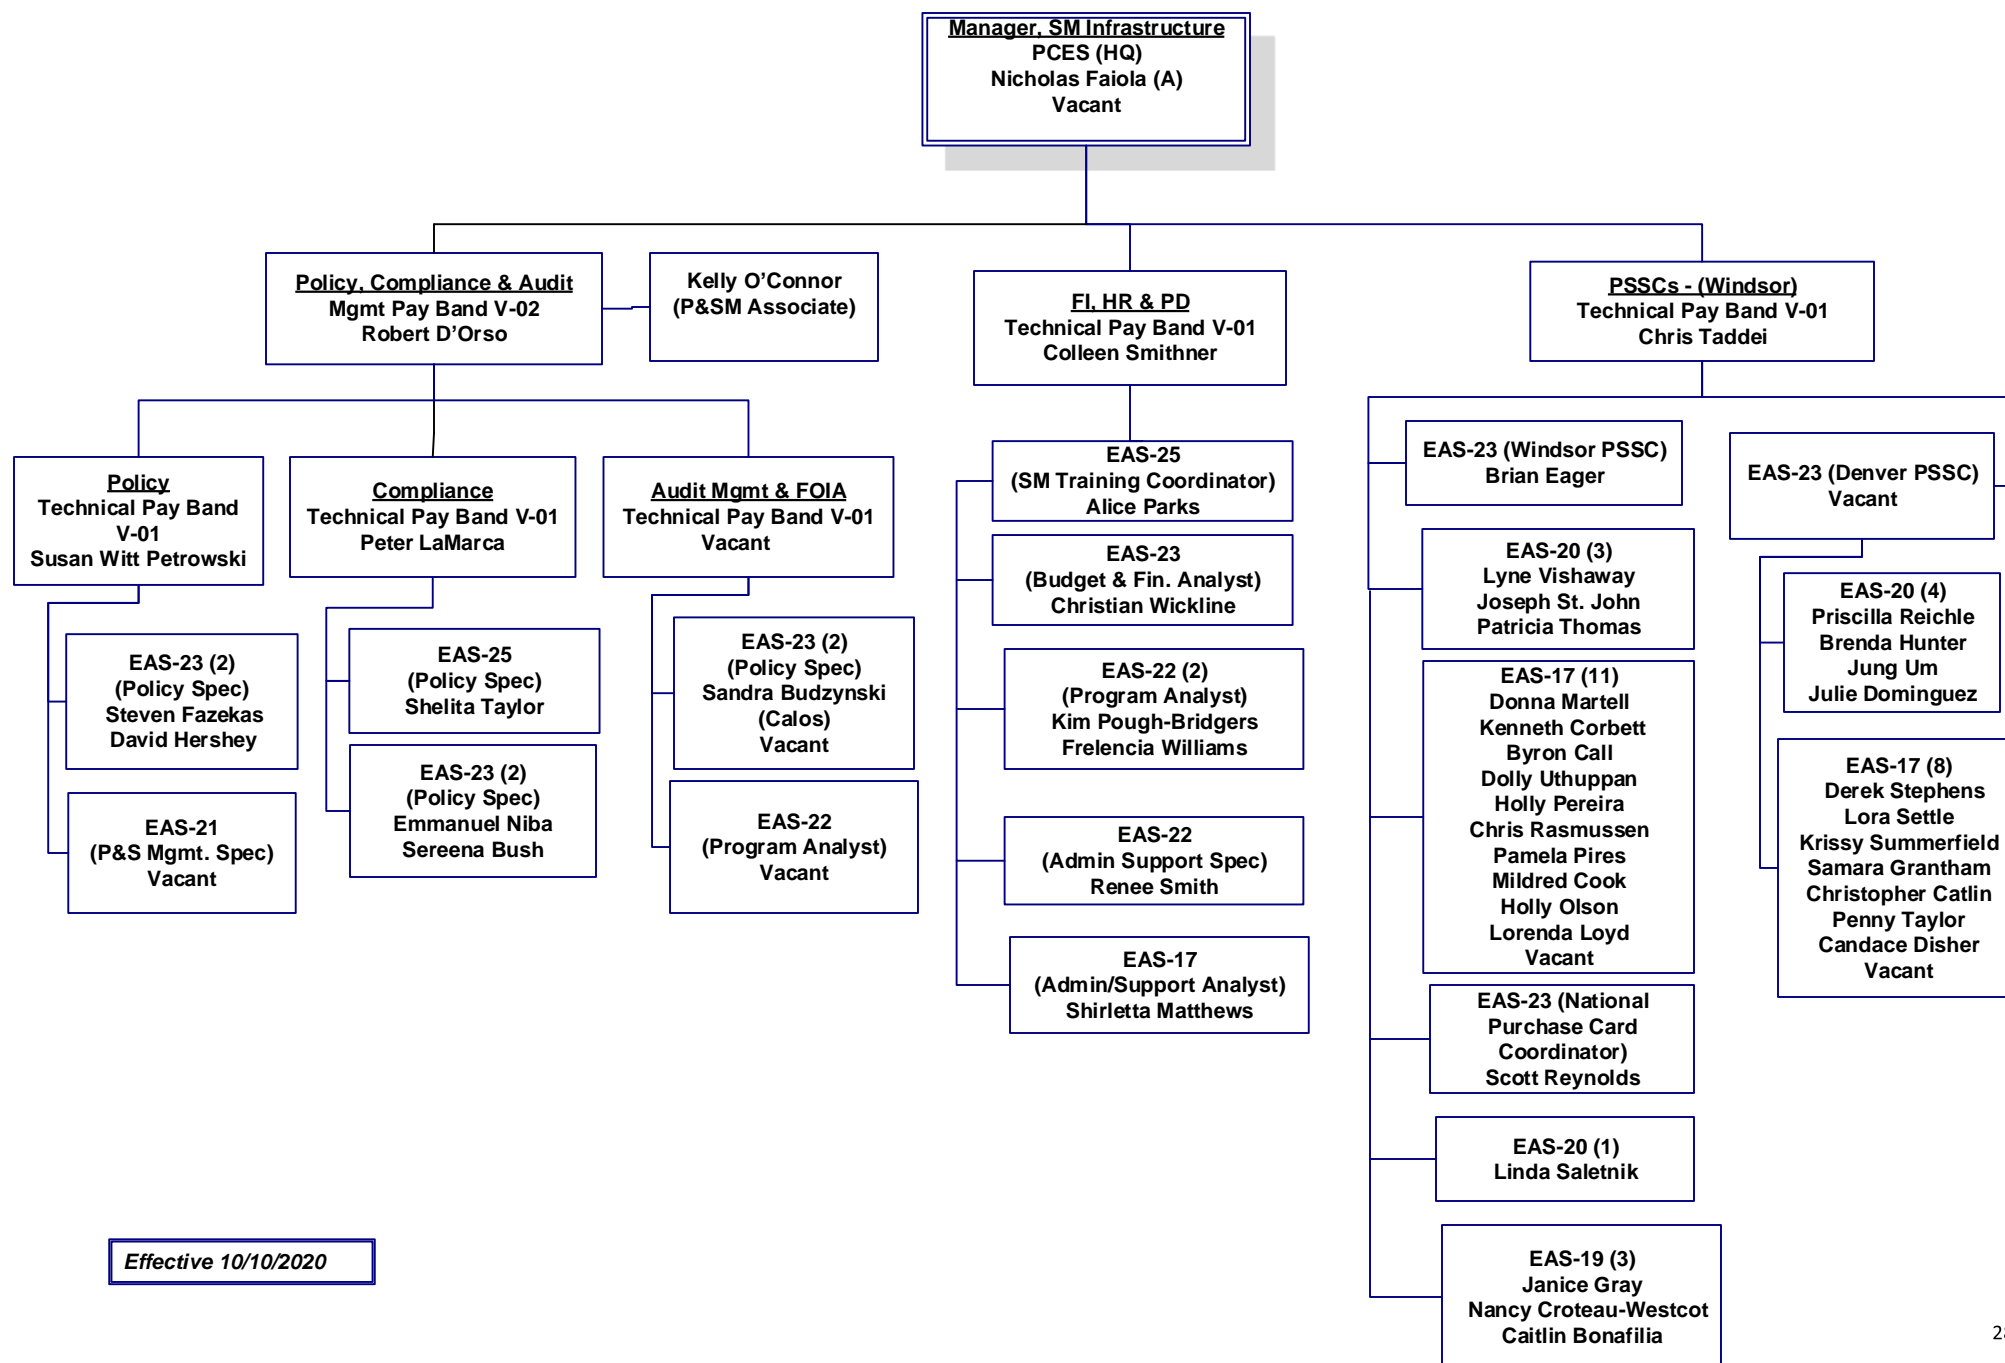 Manager, SM Infrastructure
PCES (HQ)
Nicholas Faiola (A)
Vacant
Policy, Compliance & Audit
Mgmt Pay Band V-02
Robert D’Orso
Kelly O’Connor
(P&SM Associate)
FI, HR & PD
Technical Pay Band V-01
Colleen Smithner
PSSCs - (Windsor)
Technical Pay Band V-01
Chris Taddei
Policy
Technical Pay Band
V-01
Susan Witt Petrowski
EAS-23 (2)
(Policy Spec)
Steven Fazekas
David Hershey
EAS-21
(P&S Mgmt. Spec)
Vacant
Compliance
Technical Pay Band V-01
Peter LaMarca
EAS-25
(Policy Spec)
Shelita Taylor
EAS-23 (2)
(Policy Spec)
Emmanuel Niba
Sereena Bush
Audit Mgmt & FOIA
Technical Pay Band V-01
Vacant
EAS-23 (2)
(Policy Spec)
Sandra Budzynski
(Calos)
Vacant
EAS-22
(Program Analyst)
Vacant
EAS-25
(SM Training Coordinator)
Alice Parks
EAS-23
(Budget & Fin. Analyst)
Christian Wickline
EAS-22 (2)
(Program Analyst)
Kim Pough-Bridgers
Frelencia Williams
EAS-22
(Admin Support Spec)
Renee Smith
EAS-17
(Admin/Support Analyst)
Shirletta Matthews
EAS-23 (Windsor PSSC)
Brian Eager
EAS-20 (3)
Lyne Vishaway
Joseph St. John
Patricia Thomas
EAS-17 (11)
Donna Martell
Kenneth Corbett
Byron Call
Dolly Uthuppan
Holly Pereira
Chris Rasmussen
Pamela Pires
Mildred Cook
Holly Olson
Lorenda Loyd
Vacant
EAS-23 (National
Purchase Card
Coordinator)
Scott Reynolds
EAS-20 (1)
Linda Saletnik
EAS-19 (3)
Janice Gray
Nancy Croteau-Westcot
Caitlin Bonafilia
EAS-23 (Denver PSSC)
Vacant
EAS-20 (4)
Priscilla Reichle
Brenda Hunter
Jung Um
Julie Dominguez
EAS-17 (8)
Derek Stephens
Lora Settle
Krissy Summerfield
Samara Grantham
Christopher Catlin
Penny Taylor
Candace Disher
Vacant
Effective 10/10/2020